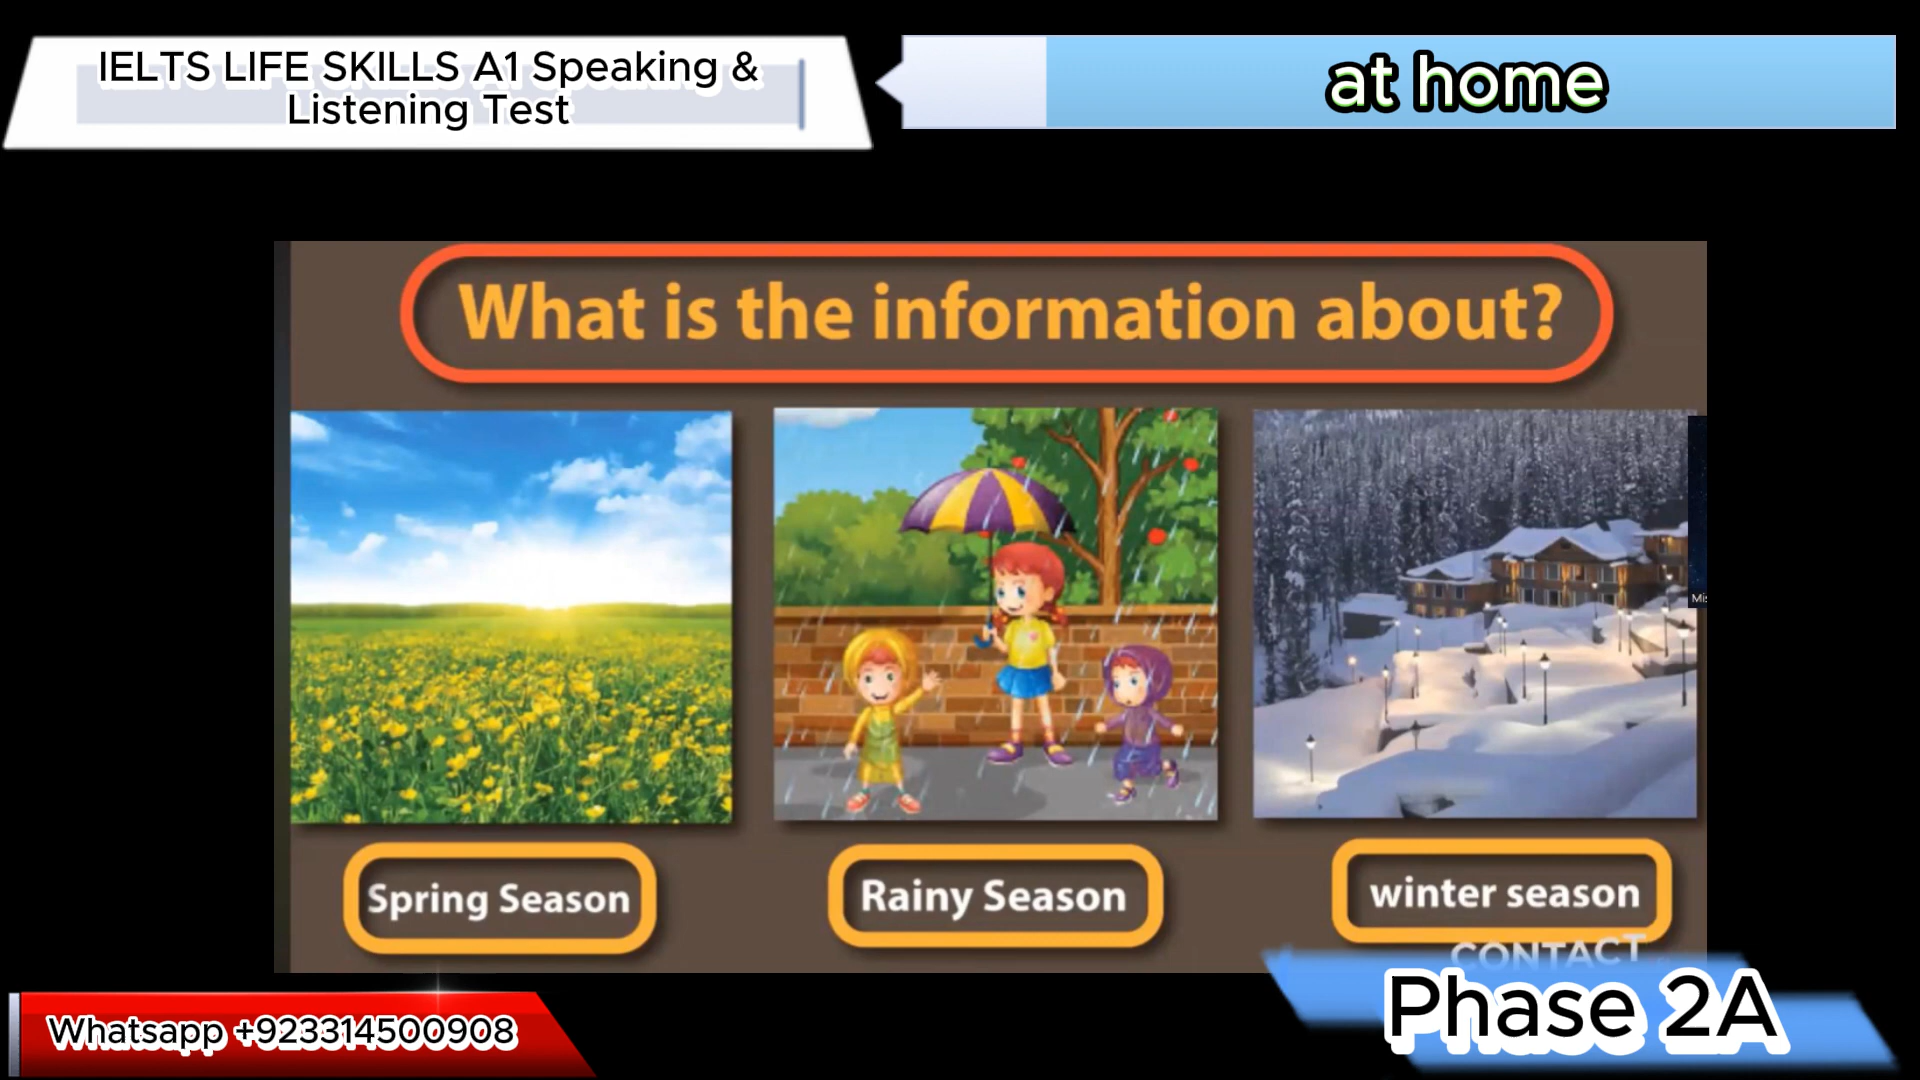 IELTS LIFE SKILLS A1 Speaking &
Listening Test
at home
What is the information about?
Spring Season
Rainy Season
winter season
CONTACT
Phase 2A
Whatsapp +923314500908